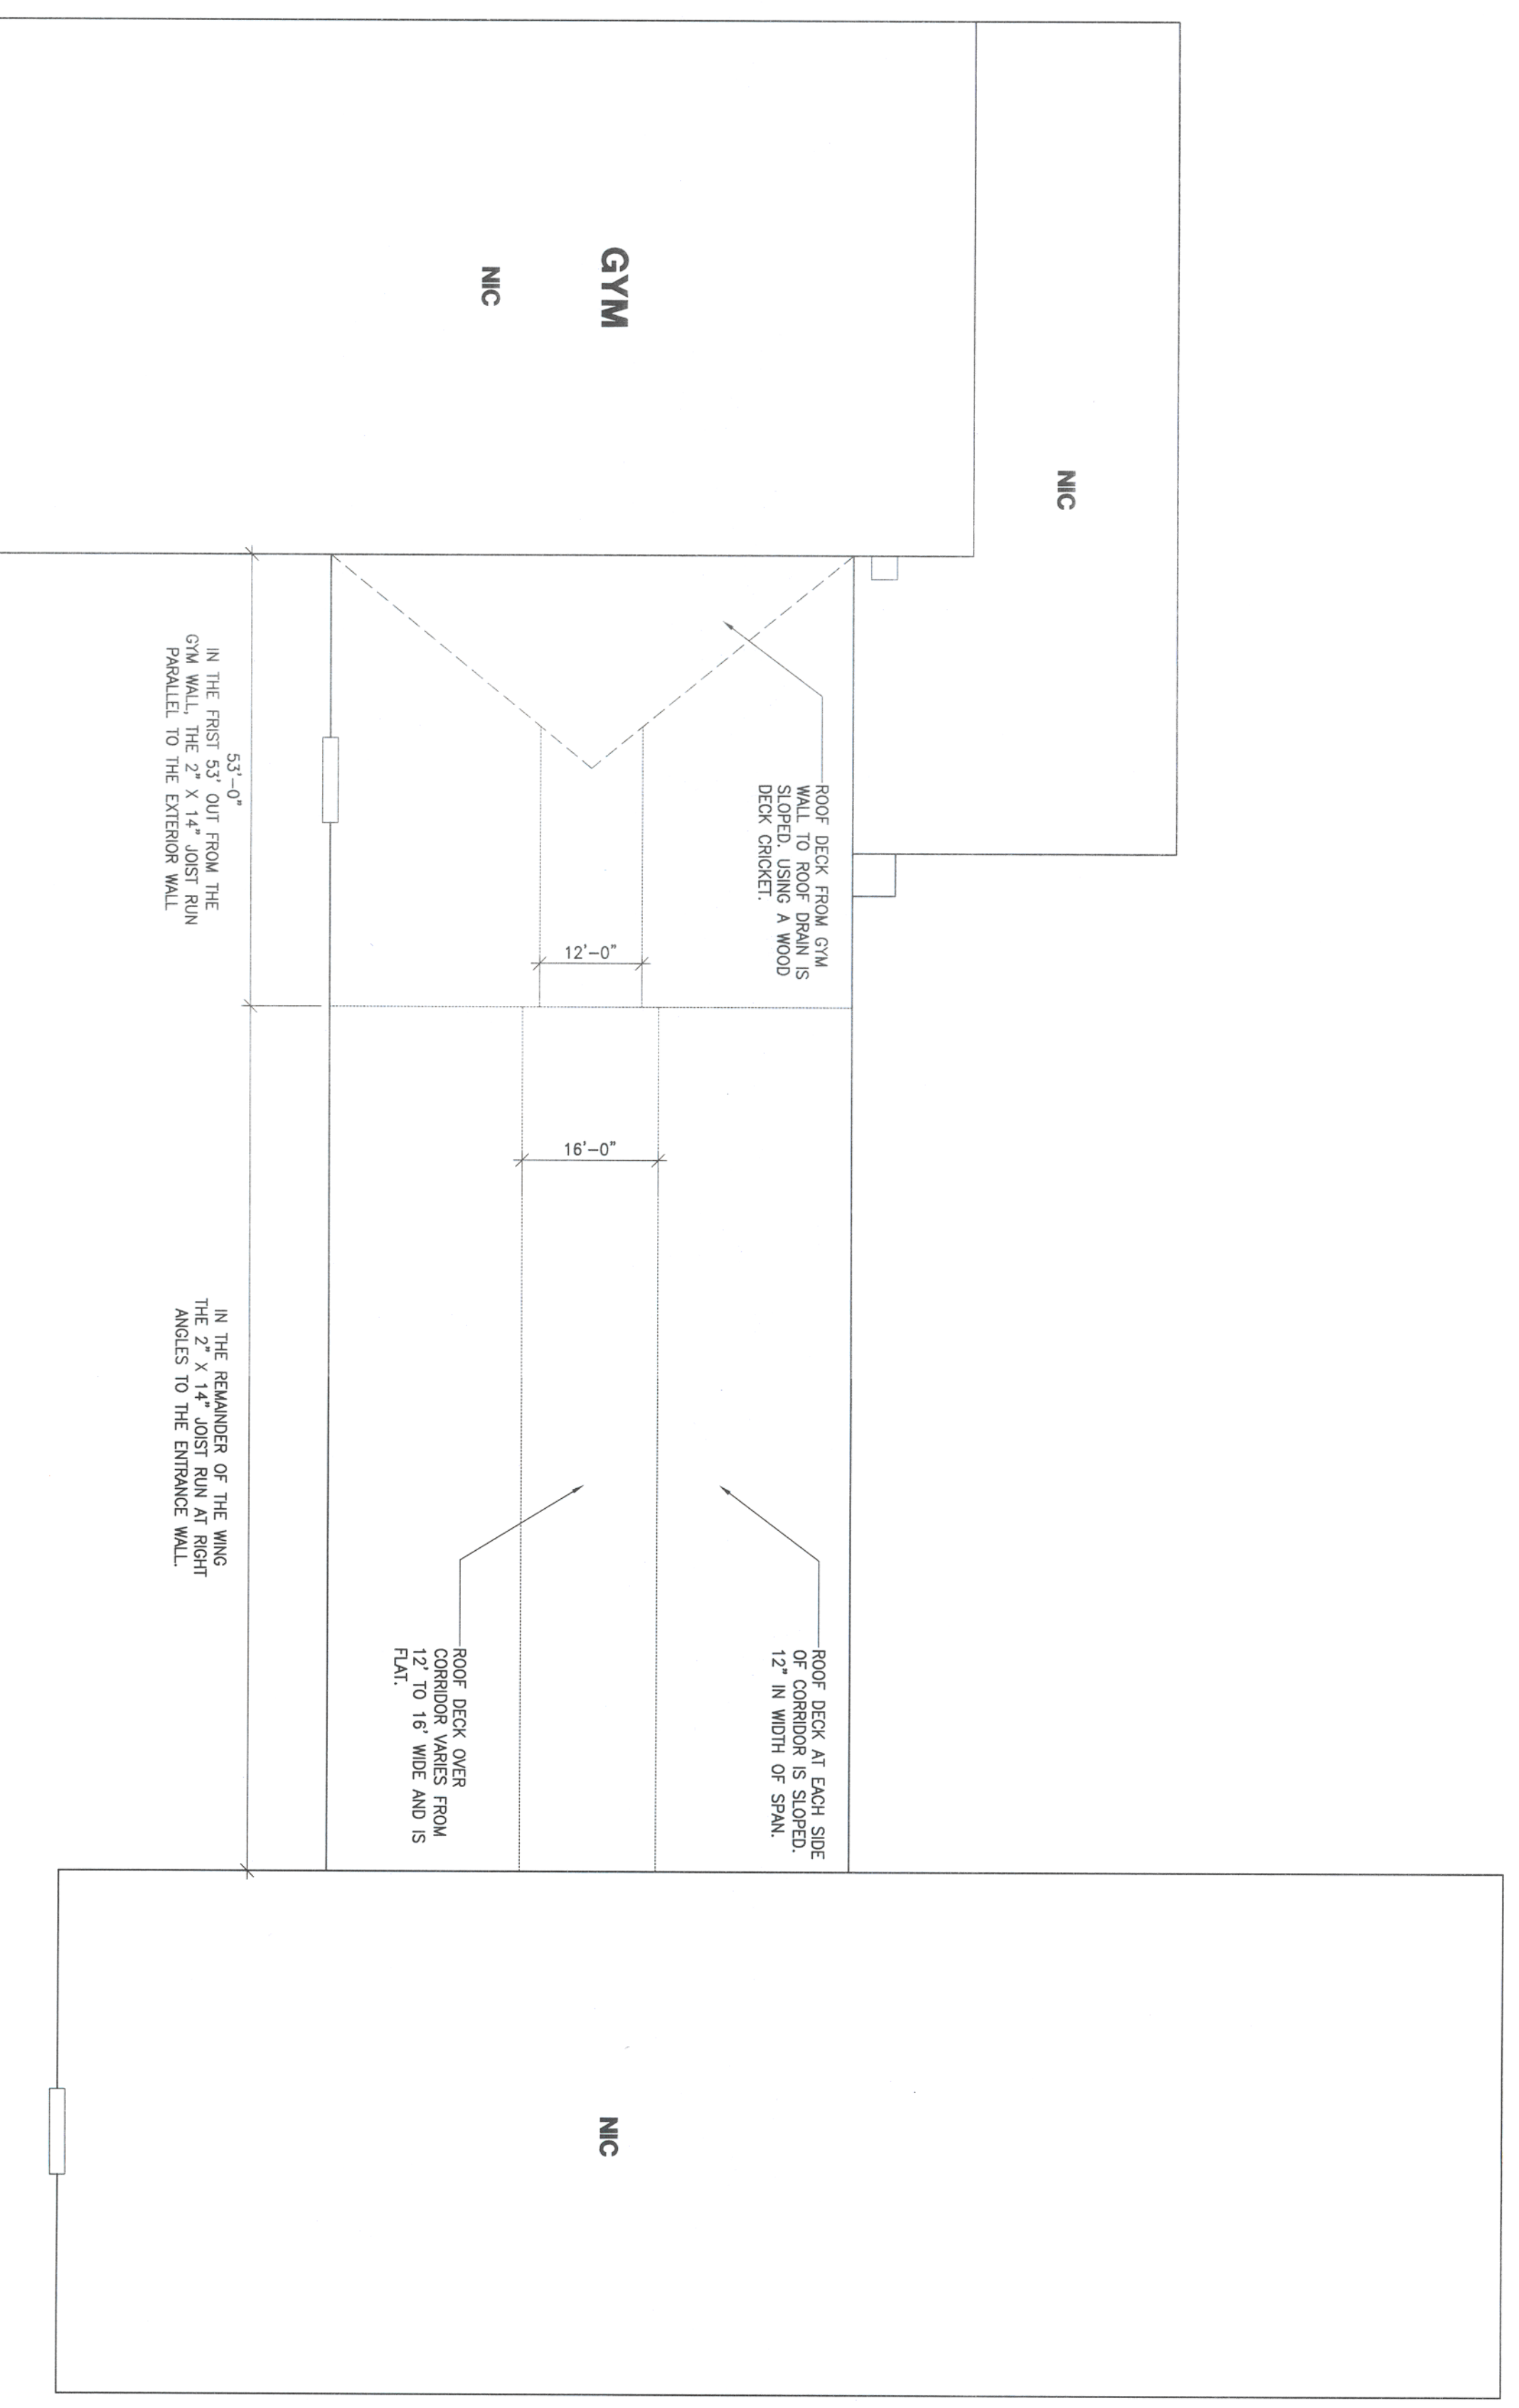 GYM
NIC
NIC
ROOF DECK FROM GYM
WALL TO ROOF DRAIN IS
SLOPED. USING A WOOD
DECK CRICKET.
12'-0"
53'-0"
IN THE FRIST 53' OUT FROM THE
GYM WALL, THE 2" X 14" JOIST RUN
PARALLEL TO THE EXTERIOR WALL
16'-0"
ROOF DECK AT EACH SIDE
OF CORRIDOR IS SLOPED.
12" IN WIDTH OF SPAN.
ROOF DECK OVER
CORRIDOR VARIES FROM
12' TO 16' WIDE AND IS
FLAT.
IN THE REMAINDER OF THE WING
THE 2" X 14" JOIST RUN AT RIGHT
ANGLES TO THE ENTRANCE WALL.
NIC